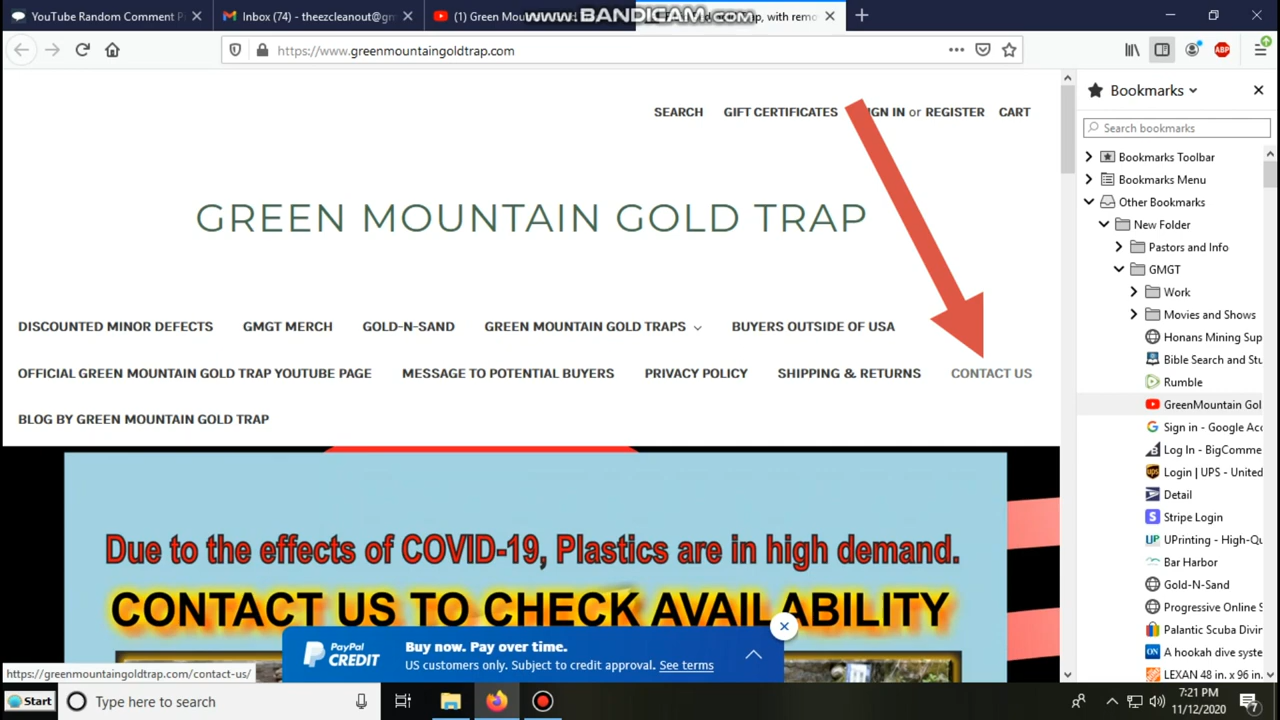 YouTube Random Comment P
Inbox (74) - theezcleanout@gm
(1) Green Mou
www.BANDICAM.com
ap, with remo
https://www.greenmountaingoldtrap.com
ABP
SEARCH GIFT CERTIFICATES IGN IN or REGISTER CART
GREEN MOUNTAIN GOLD TRAP
DISCOUNTED MINOR DEFECTS GMGT MERCH GOLD-N-SAND GREEN MOUNTAIN GOLD TRAPS BUYERS OUTSIDE OF USA
OFFICIAL GREEN MOUNTAIN GOLD TRAP YOUTUBE PAGE MESSAGE TO POTENTIAL BUYERS PRIVACY POLICY SHIPPING & RETURNS CONTACT US
BLOG BY GREEN MOUNTAIN GOLD TRAP
Due to the effects of COVID-19, Plastics are in high demand.
CONTACT US TO CHECK AVAILABILITY
PayPal CREDIT
Buy now. Pay over time.
US customers only. Subject to credit approval. See terms
https://greenmountaingoldtrap.com/contact-us/
Bookmarks
Search bookmarks
Bookmarks Toolbar
Bookmarks Menu
Other Bookmarks
New Folder
Pastors and Info
GMGT
Work
Movies and Shows
Honans Mining Sup
Bible Search and Stu
Rumble
GreenMountain Gol
Sign in - Google Acc
Log In - BigComme
Login | UPS - United
Detail
Stripe Login
UPrinting - High-Qu
Bar Harbor
Gold-N-Sand
Progressive Online S
Palantic Scuba Divin
A hookah dive system
LEXAN 48 in. x 96 in.
Start
Type here to search
7:21 PM
11/12/2020
7